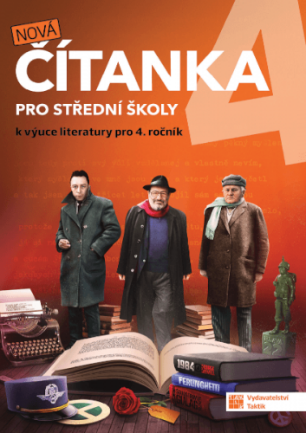 NOVÁ
ČÍTANKA
PRO STŘEDNÍ ŠKOLY
k výuce literatury pro 4. ročník
4
1984
FERLINGHETTI
Vydavatelství
Taktik